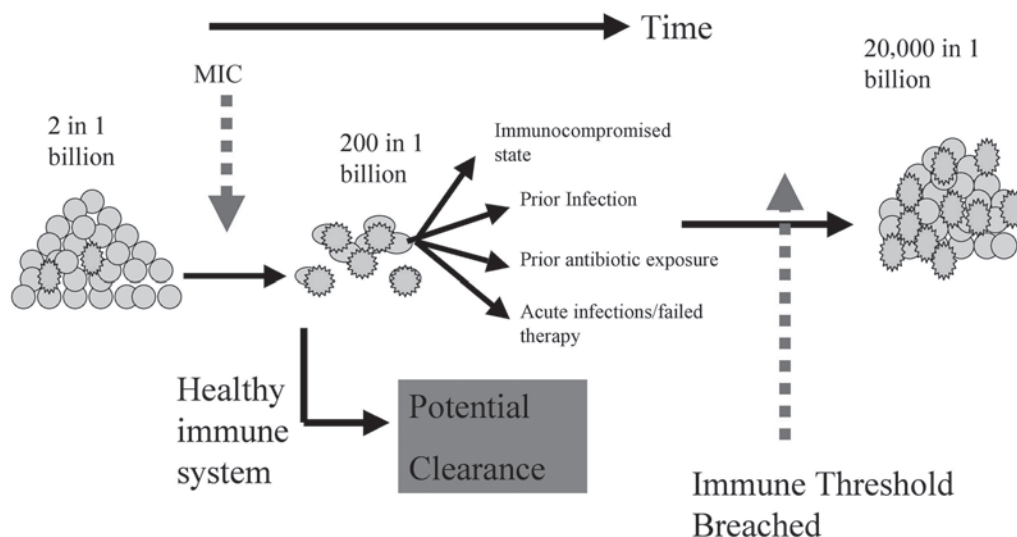 Time
20,000 in 1
billion
MIC
2 in 1
billion
200 in 1
billion
Immunocompromised
state
Prior Infection
Prior antibiotic exposure
Acute infections/failed
therapy
Healthy
immune
system
Potential
Clearance
Immune Threshold
Breached